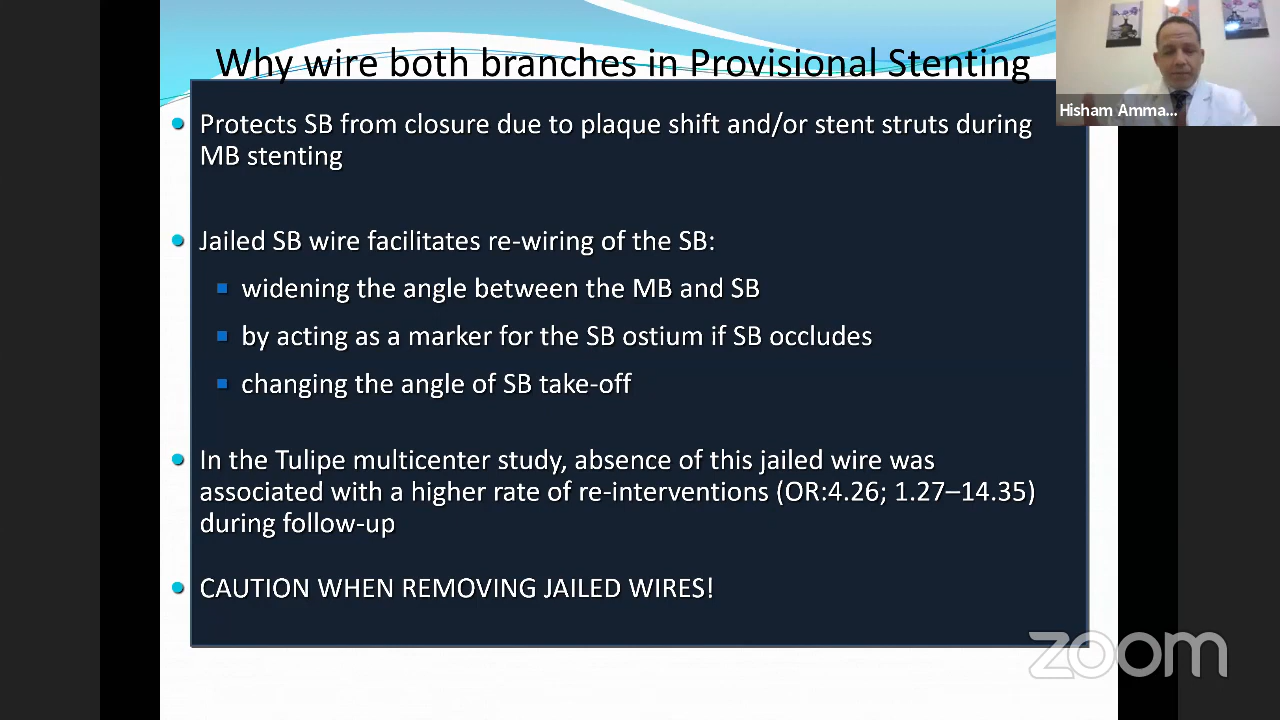 Why wire both branches in Provisional Stenting
Hisham Amma...
Protects SB from closure due to plaque shift and/or stent struts during
MB stenting
Jailed SB wire facilitates re-wiring of the SB:
widening the angle between the MB and SB
by acting as a marker for the SB ostium if SB occludes
changing the angle of SB take-off
In the Tulipe multicenter study, absence of this jailed wire was
associated with a higher rate of re-interventions (OR:4.26; 1.27–14.35)
during follow-up
CAUTION WHEN REMOVING JAILED WIRES!
zoom